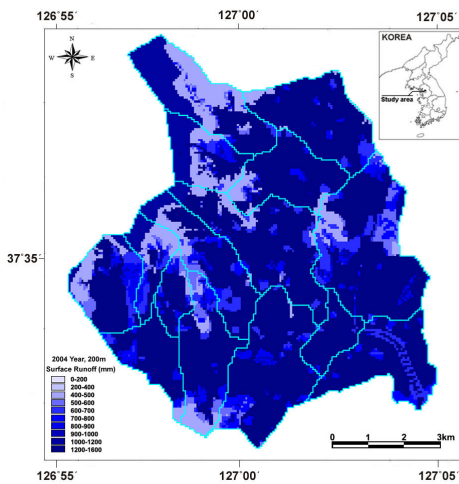 126˚55´ 127˚00´ 127˚05´
N
W E
S
KOREA
Study area
37˚35´
2004 Year, 200m
Surface Runoff (mm)
0-200
200-400
400-500
500-600
600-700
700-800
800-900
900-1000
1000-1200
1200-1600
0 1 2 3km
126˚55´ 127˚00´ 127˚05´